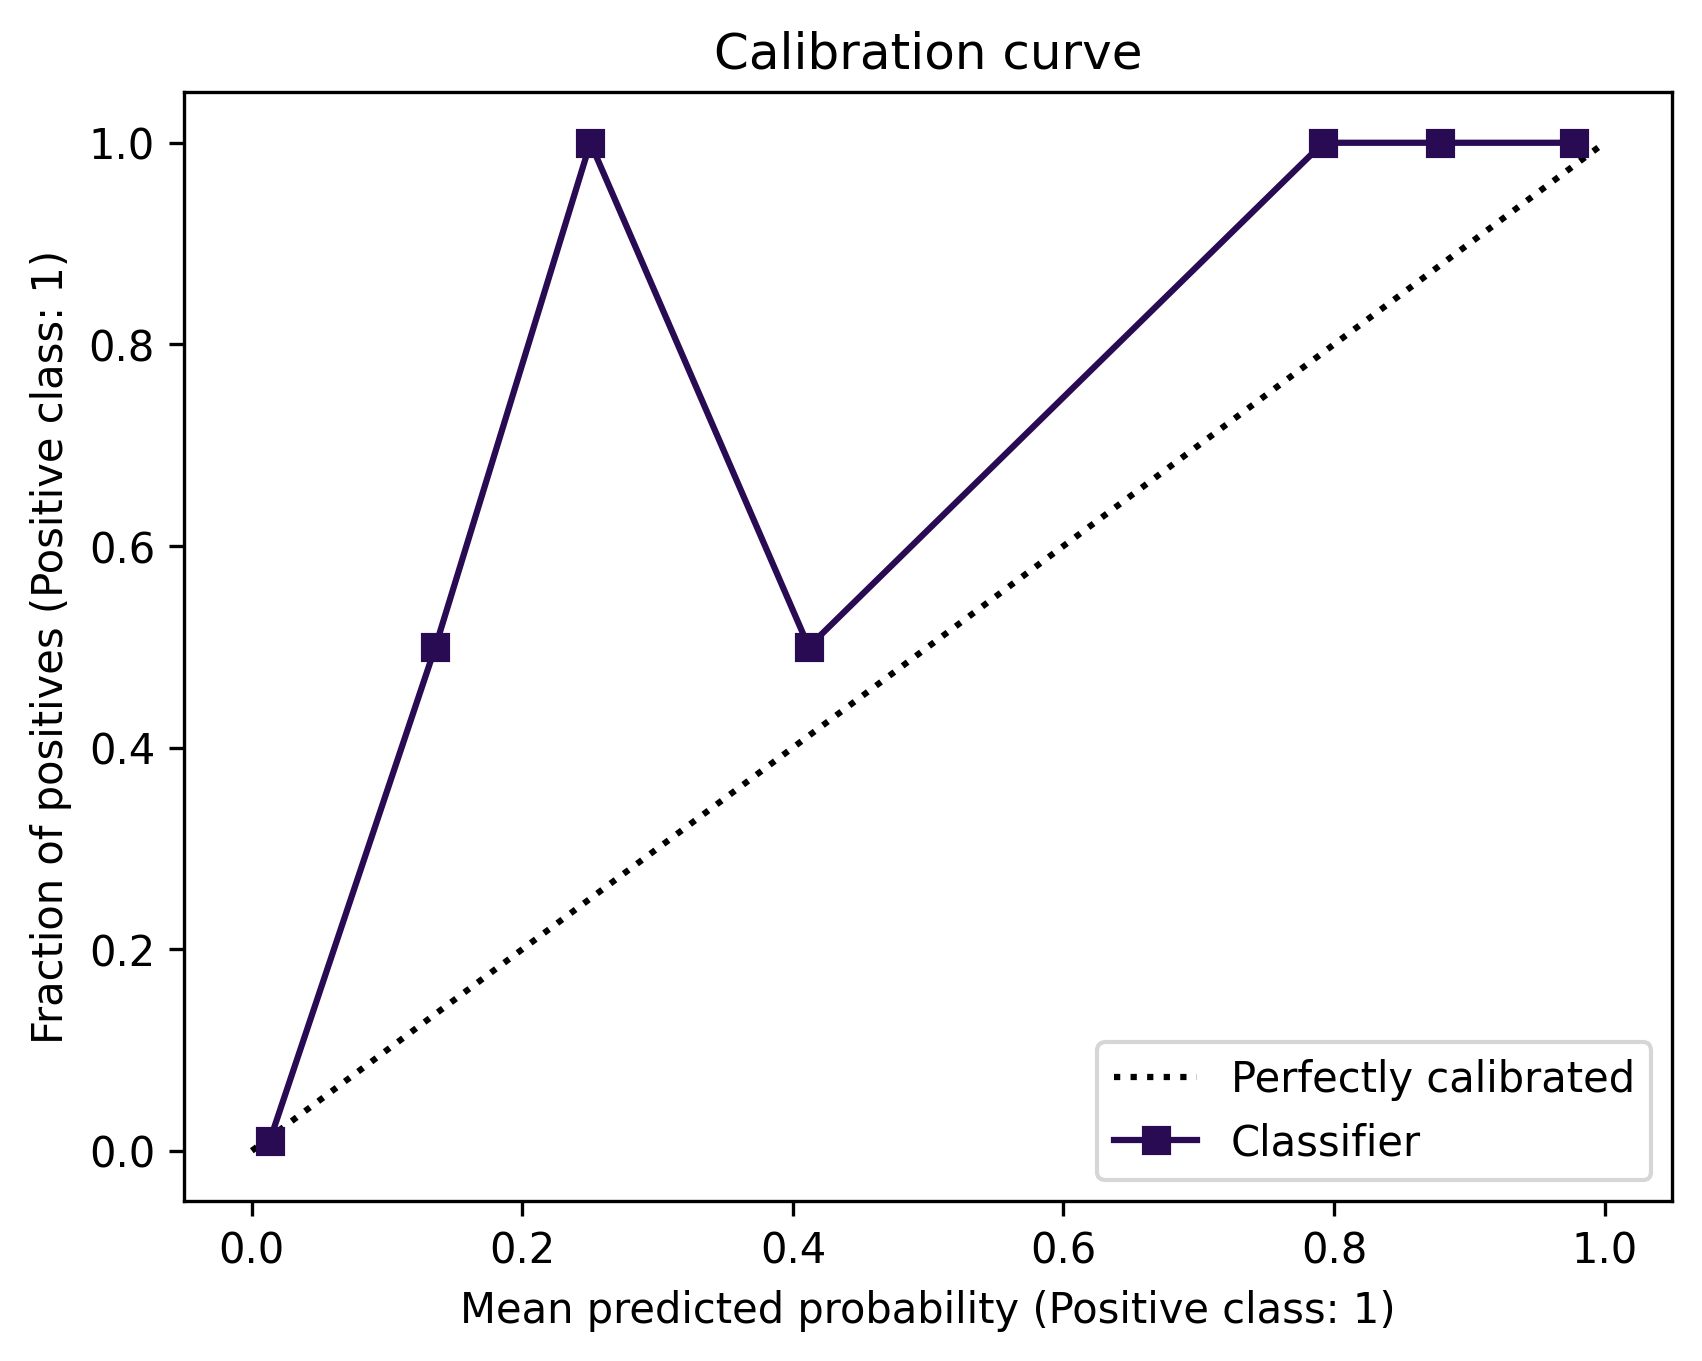 Calibration curve
Fraction of positives (Positive class: 1)
1.0
0.8
0.6
0.4
0.2
0.0
Perfectly calibrated
Classifier
0.0 0.2 0.4 0.6 0.8 1.0
Mean predicted probability (Positive class: 1)